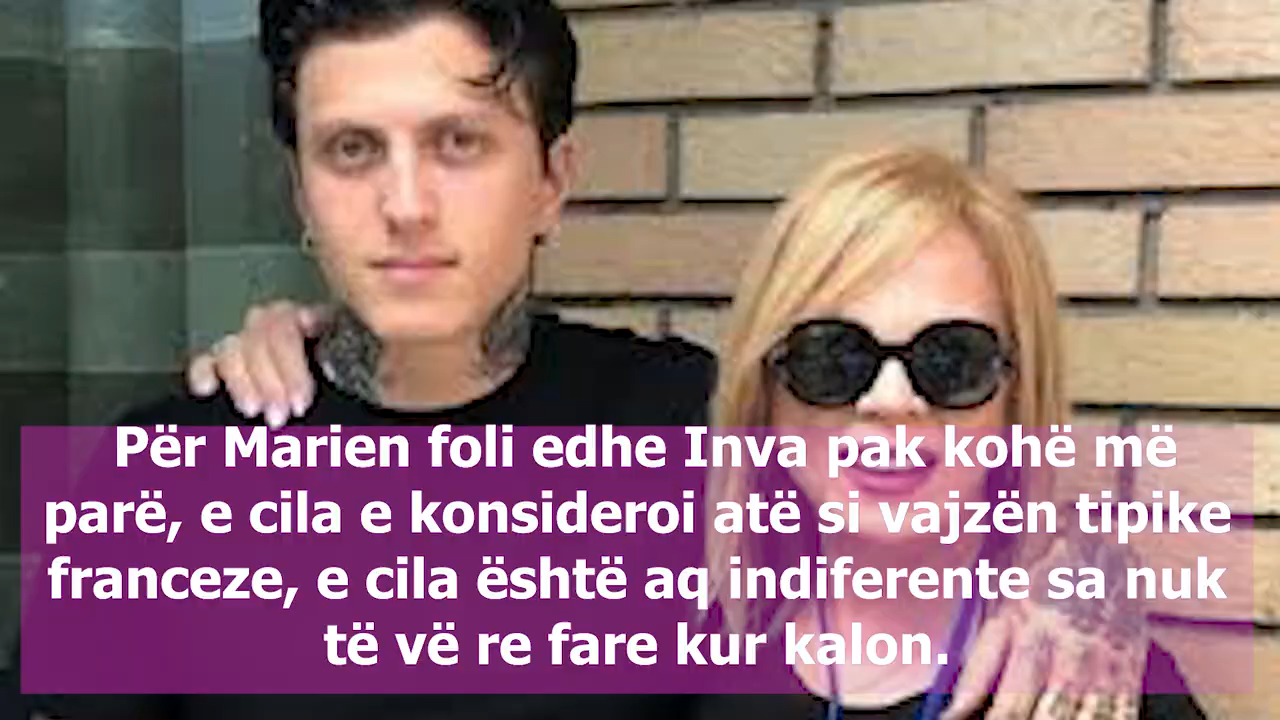 Për Marien foli edhe Inva pak kohë më
parë, e cila e konsideroi atë si vajzën tipike
franceze, e cila është aq indiferente sa nuk
të vë re fare kur kalon.